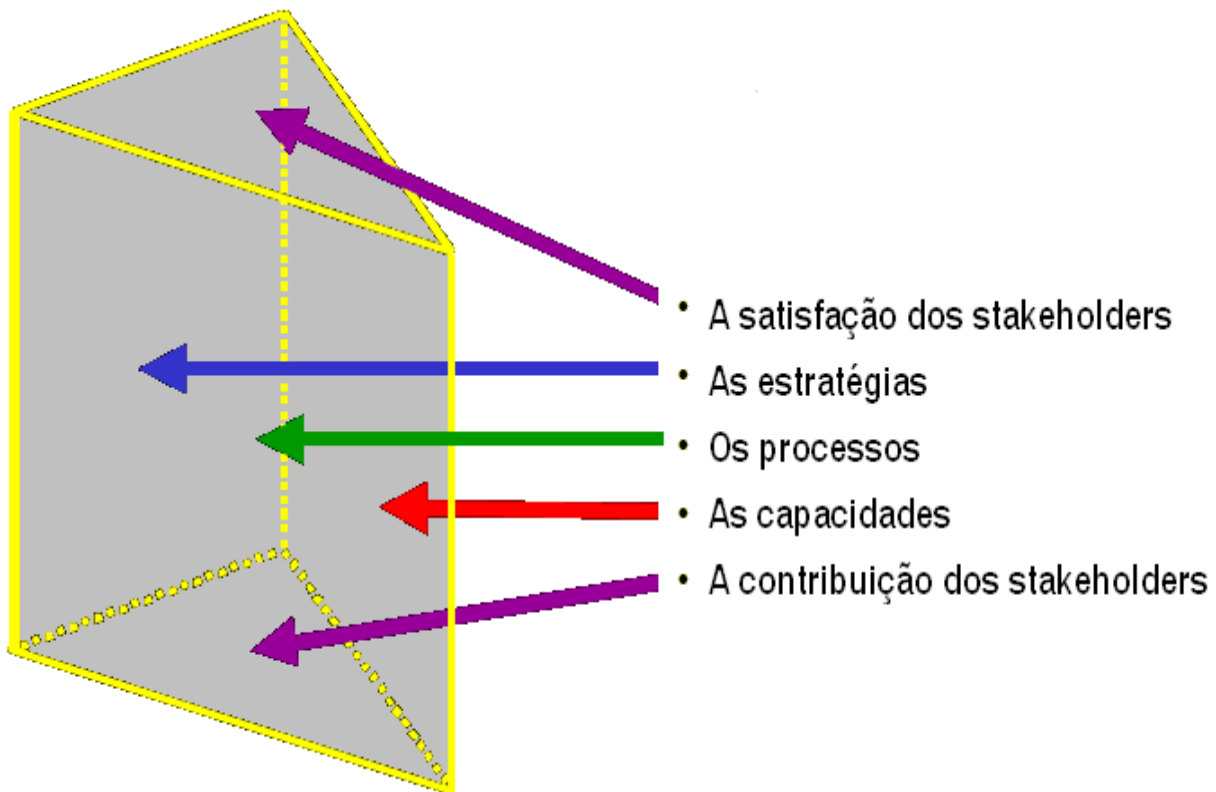 • A satisfação dos stakeholders
• As estratégias
• Os processos
• As capacidades
• A contribuição dos stakeholders